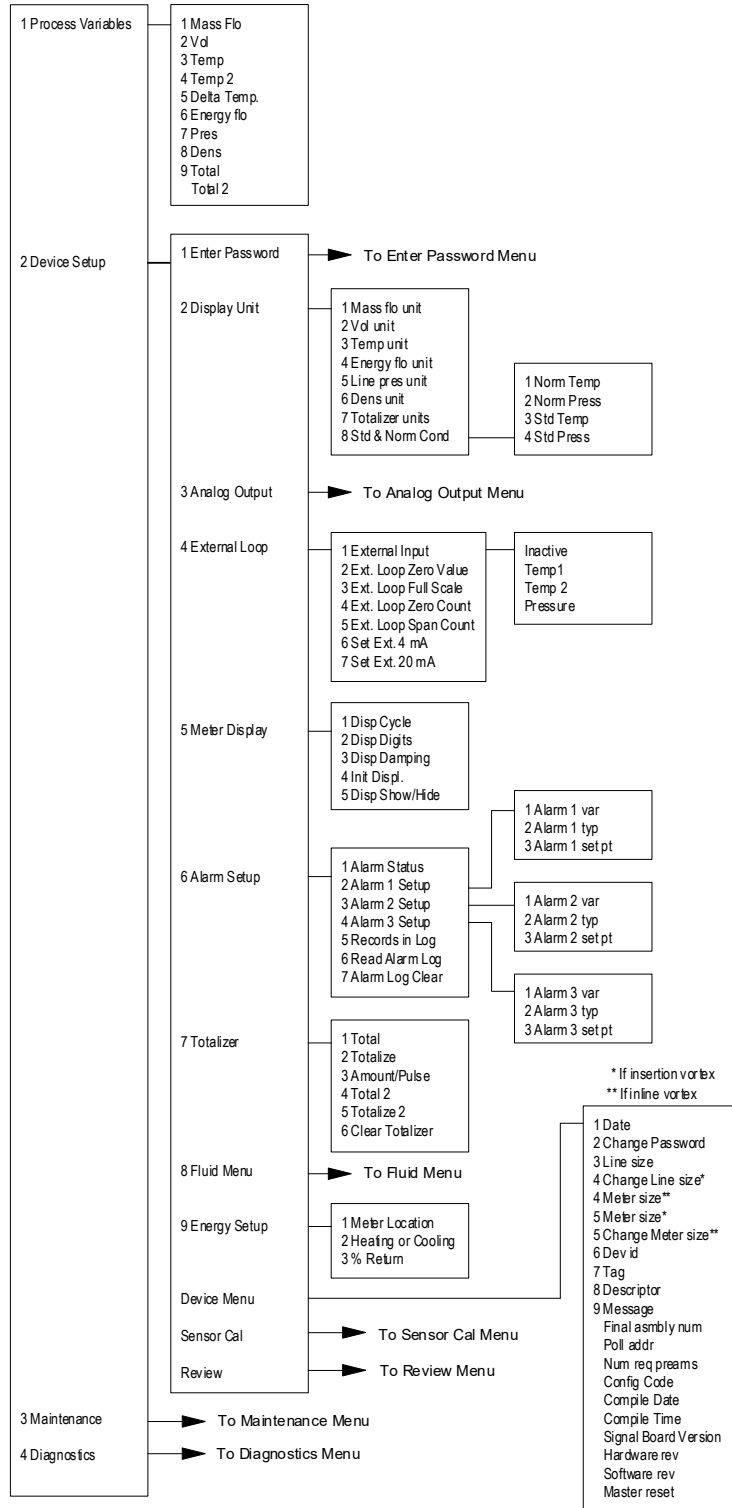 1 Process Variables
1 Mass Flo
2 Vol
3 Temp
4 Temp 2
5 Delta Temp.
6 Energy flo
7 Pres
8 Dens
9 Total
Total 2
2 Device Setup
1 Enter Password
To Enter Password Menu
2 Display Unit
1 Mass flo unit
2 Vol unit
3 Temp unit
4 Energy flo unit
5 Line pres unit
6 Dens unit
7 Totalizer units
8 Std & Norm Cond
1 Norm Temp
2 Norm Press
3 Std Temp
4 Std Press
3 Analog Output
To Analog Output Menu
4 External Loop
1 External Input
2 Ext. Loop Zero Value
3 Ext. Loop Full Scale
4 Ext. Loop Zero Count
5 Ext. Loop Span Count
6 Set Ext. 4 mA
7 Set Ext. 20 mA
Inactive
Temp1
Temp 2
Pressure
5 Meter Display
1 Disp Cycle
2 Disp Digits
3 Disp Damping
4 Init Displ.
5 Disp Show/Hide
6 Alarm Setup
1 Alarm Status
2 Alarm 1 Setup
3 Alarm 2 Setup
4 Alarm 3 Setup
5 Records in Log
6 Read Alarm Log
7 Alarm Log Clear
1 Alarm 1 var
2 Alarm 1 typ
3 Alarm 1 set pt
1 Alarm 2 var
2 Alarm 2 typ
3 Alarm 2 set pt
1 Alarm 3 var
2 Alarm 3 typ
3 Alarm 3 set pt
7 Totalizer
1 Total
2 Totalize
3 Amount/Pulse
4 Total 2
5 Totalize 2
6 Clear Totalizer
8 Fluid Menu
To Fluid Menu
9 Energy Setup
1 Meter Location
2 Heating or Cooling
3 % Return
Device Menu
* If insertion vortex
** If inline vortex
1 Date
2 Change Password
3 Line size
4 Change Line size*
4 Meter size**
5 Meter size*
5 Change Meter size**
6 Dev id
7 Tag
8 Descriptor
9 Message
Final asmbly num
Poll addr
Num req preams
Config Code
Compile Date
Compile Time
Signal Board Version
Hardware rev
Software rev
Master reset
Sensor Cal
To Sensor Cal Menu
Review
To Review Menu
3 Maintenance
To Maintenance Menu
4 Diagnostics
To Diagnostics Menu